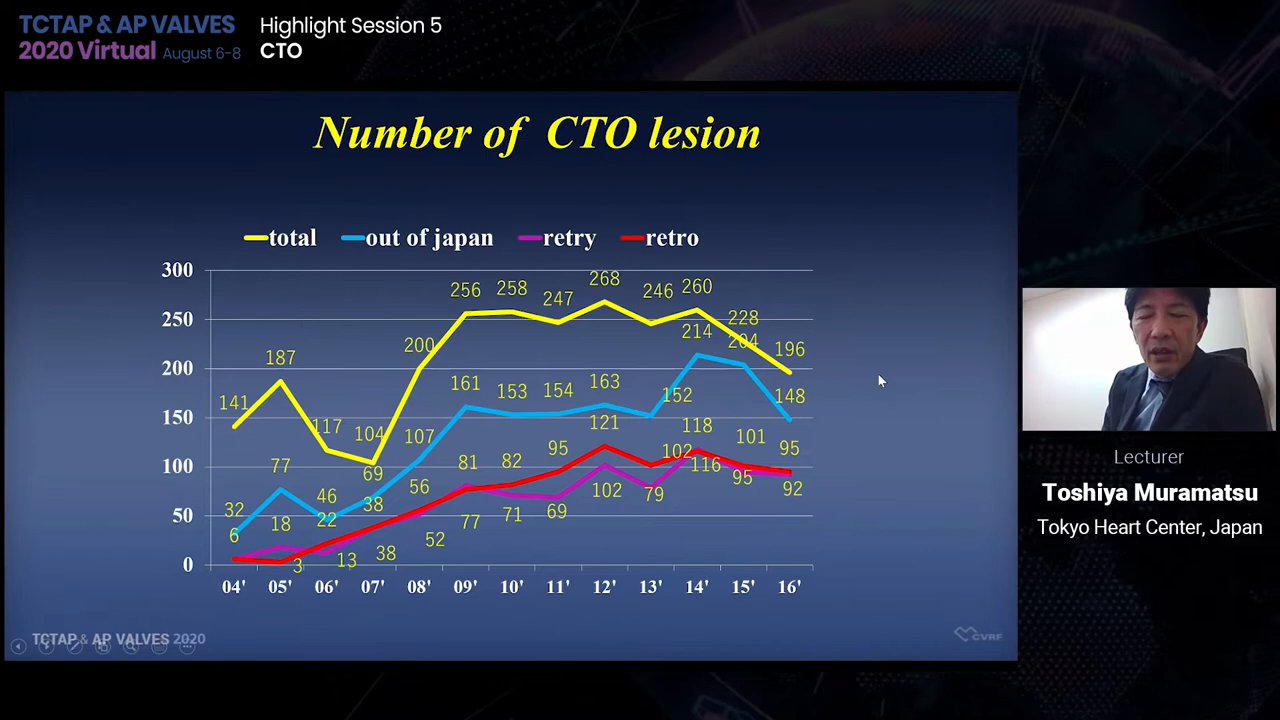 TCTAP & AP VALVES
2020 Virtual August 6-8
Highlight Session 5
CTO
Number of CTO lesion
total out of japan retry retro
300
250
200
150
100
50
0
141 187 117 104 200 256 258 247 268 246 260 228 196
32 77 46 69 107 161 153 154 163 152 214 204 148
6 18 22 38 56 81 82 95 121 102 118 101 95
3 13 38 52 77 71 69 102 79 116 95 92
04' 05' 06' 07' 08' 09' 10' 11' 12' 13' 14' 15' 16'
TCTAP & AP VALVES 2020
CVRF
Lecturer
Toshiya Muramatsu
Tokyo Heart Center, Japan